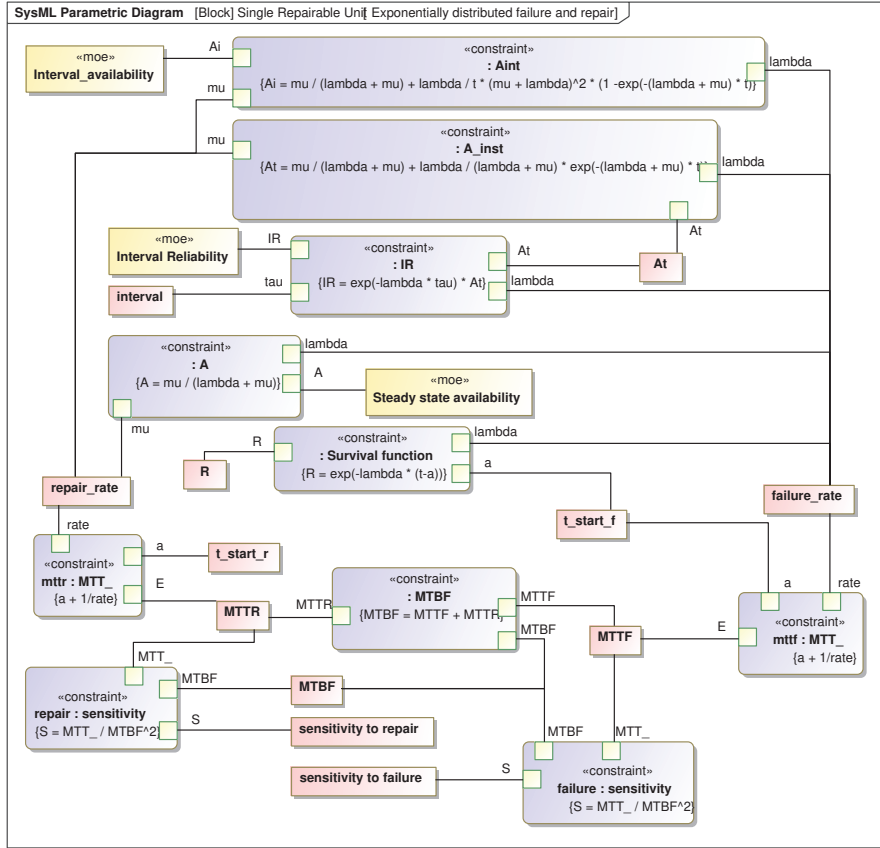 SysML Parametric Diagram [Block] Single Repairable Unit[ Exponentially distributed failure and repair]
«moe»
Interval_availability
Ai
mu
«constraint»
: Aint
{Ai = mu / (lambda + mu) + lambda / t * (mu + lambda)^2 * (1 -exp(-(lambda + mu) * t)}
lambda
mu
«constraint»
: A_inst
{At = mu / (lambda + mu) + lambda / (lambda + mu) * exp(-(lambda + mu) * t)
lambda
At
«moe»
Interval Reliability
IR
interval
tau
«constraint»
: IR
{IR = exp(-lambda * tau) * At}
At
lambda
At
«constraint»
: A
{A = mu / (lambda + mu)}
lambda
A
mu
«moe»
Steady state availability
R
R
«constraint»
: Survival function
{R = exp(-lambda * (t-a))}
lambda
a
repair_rate
failure_rate
t_start_f
rate
«constraint»
mttr : MTT_
{a + 1/rate}
a
E
t_start_r
MTTR
MTTR
«constraint»
: MTBF
{MTBF = MTTF + MTTR}
MTTF
MTBF
MTTF
E
a
rate
«constraint»
mttf : MTT_
{a + 1/rate}
MTT_
«constraint»
repair : sensitivity
{S = MTT_ / MTBF^2}
MTBF
S
MTBF
sensitivity to repair
sensitivity to failure
S
MTBF
MTT_
«constraint»
failure : sensitivity
{S = MTT_ / MTBF^2}